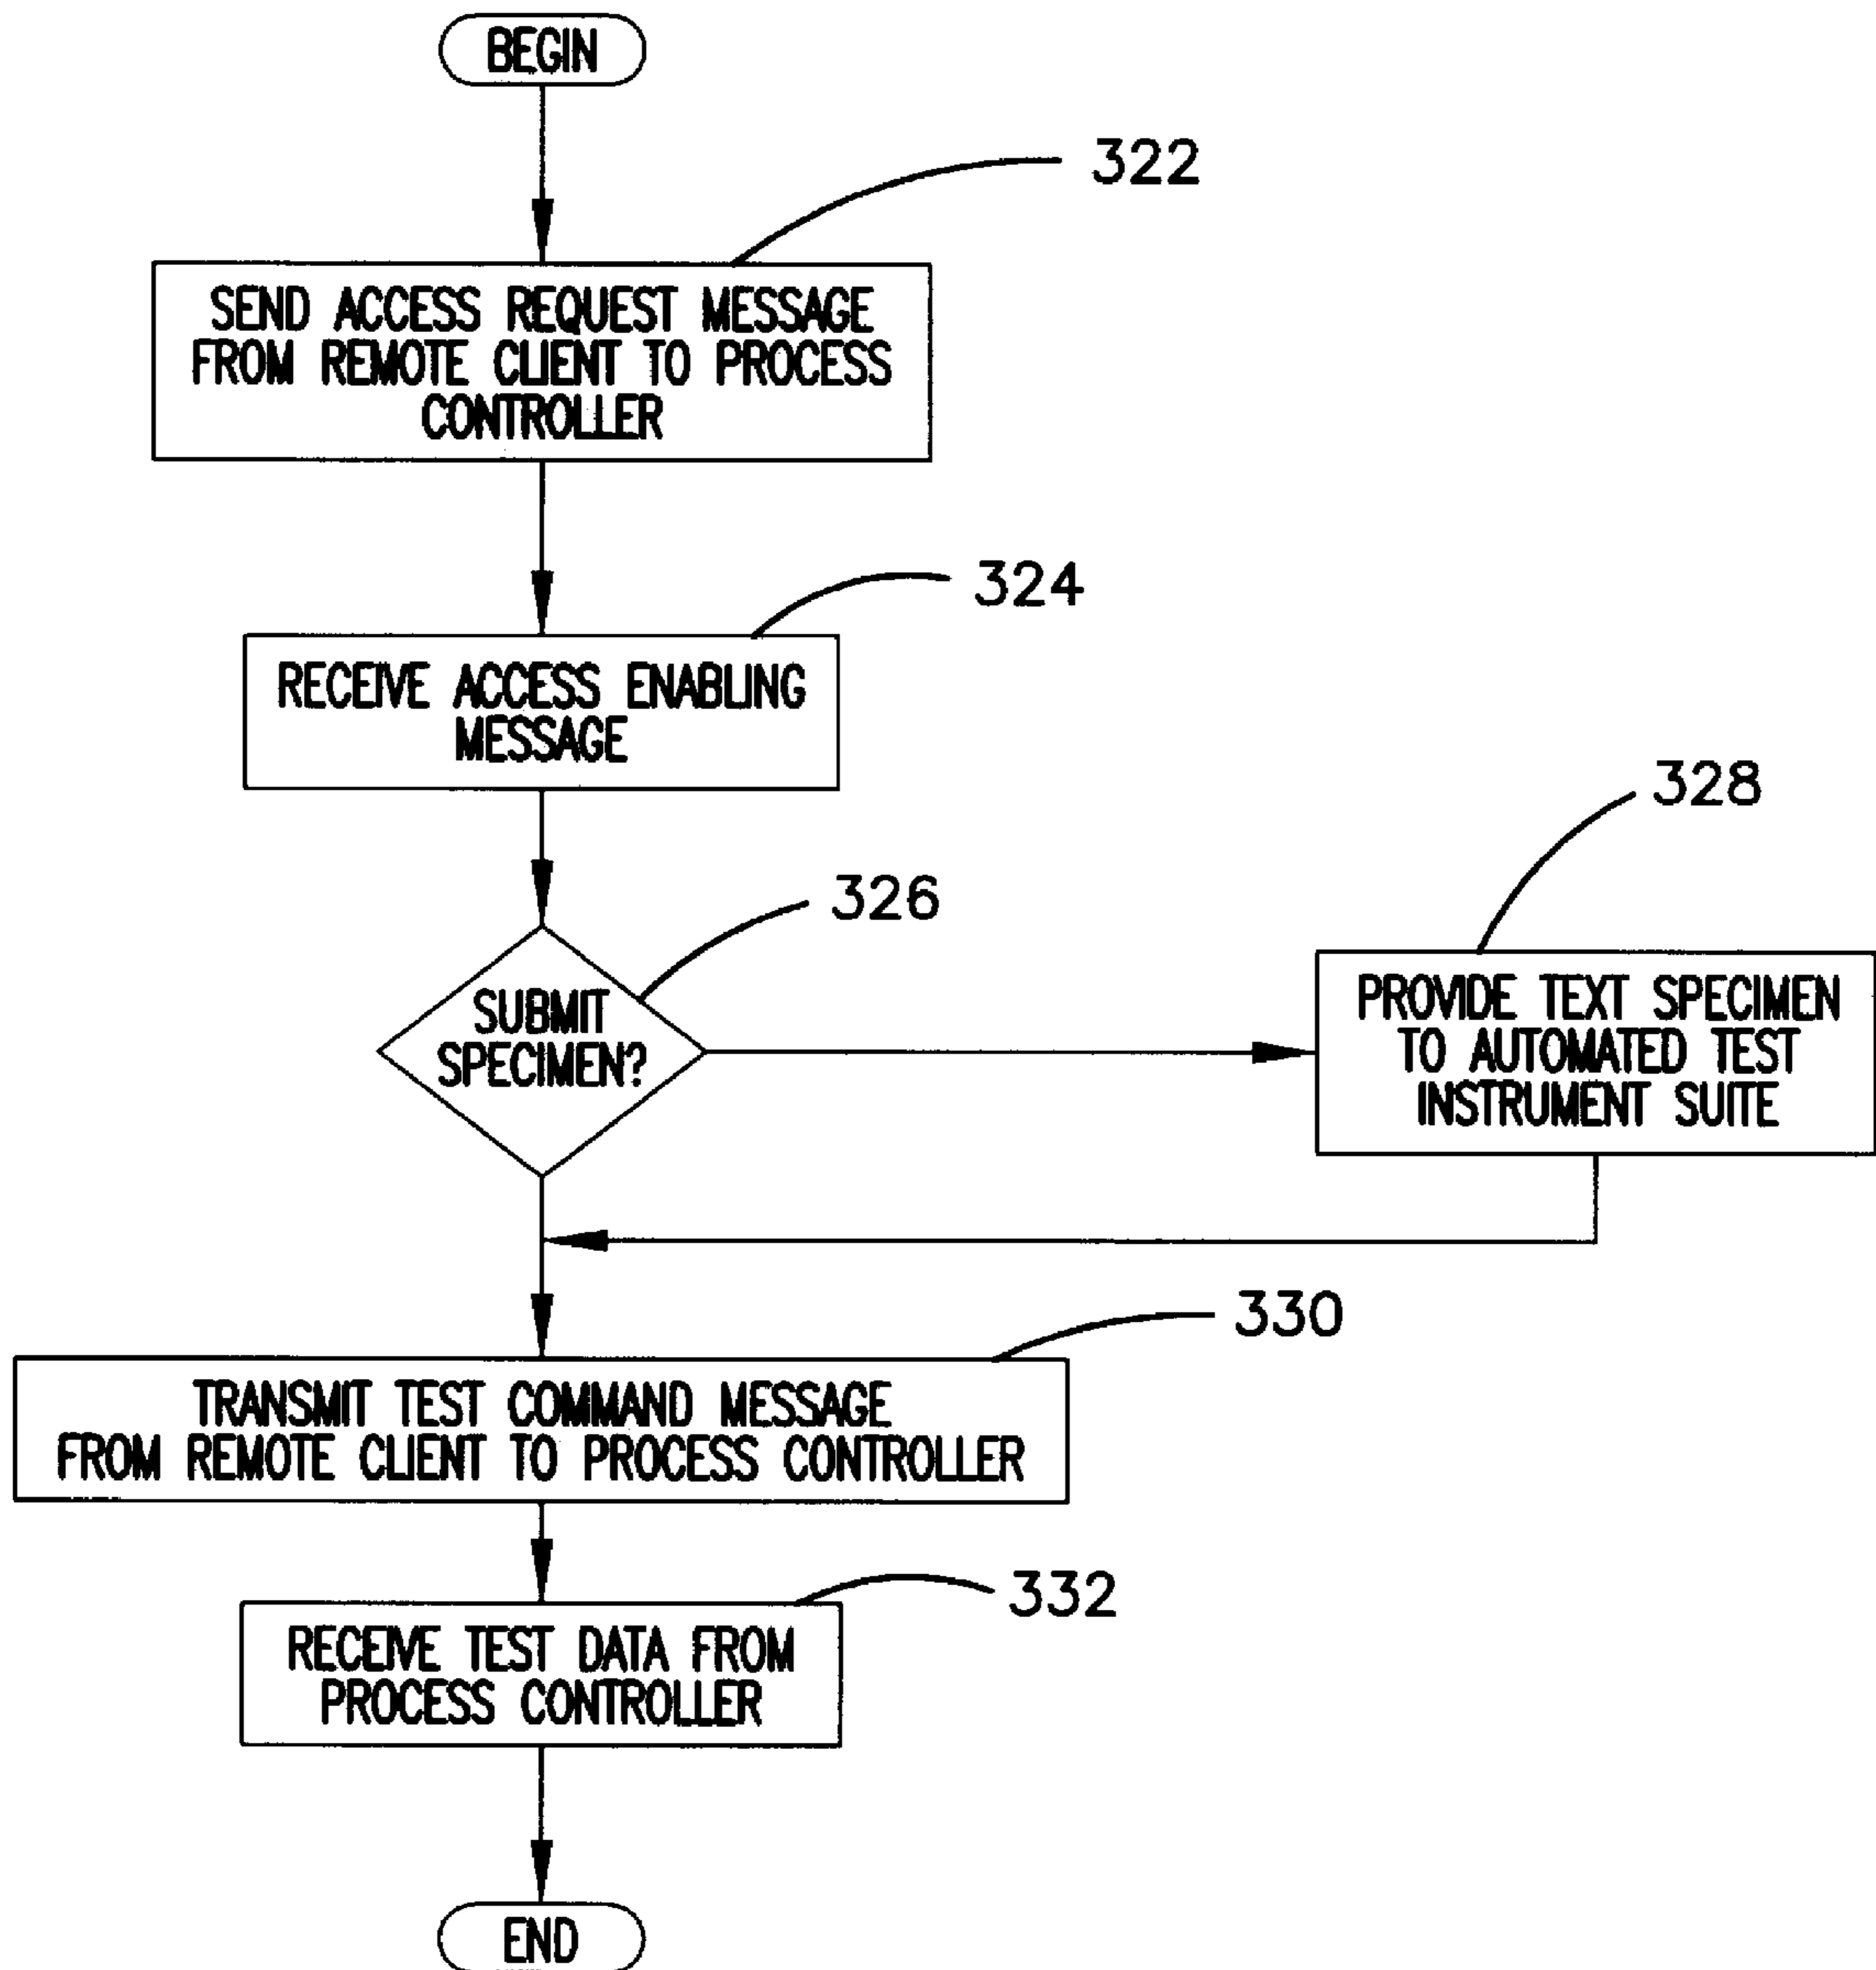 BEGIN
322
SEND ACCESS REQUEST MESSAGE
FROM REMOTE CLIENT TO PROCESS
CONTROLLER
324
RECEIVE ACCESS ENABLING
MESSAGE
326
SUBMIT
SPECIMEN?
328
PROVIDE TEXT SPECIMEN
TO AUTOMATED TEST
INSTRUMENT SUITE
330
TRANSMIT TEST COMMAND MESSAGE
FROM REMOTE CLIENT TO PROCESS CONTROLLER
332
RECEIVE TEST DATA FROM
PROCESS CONTROLLER
END